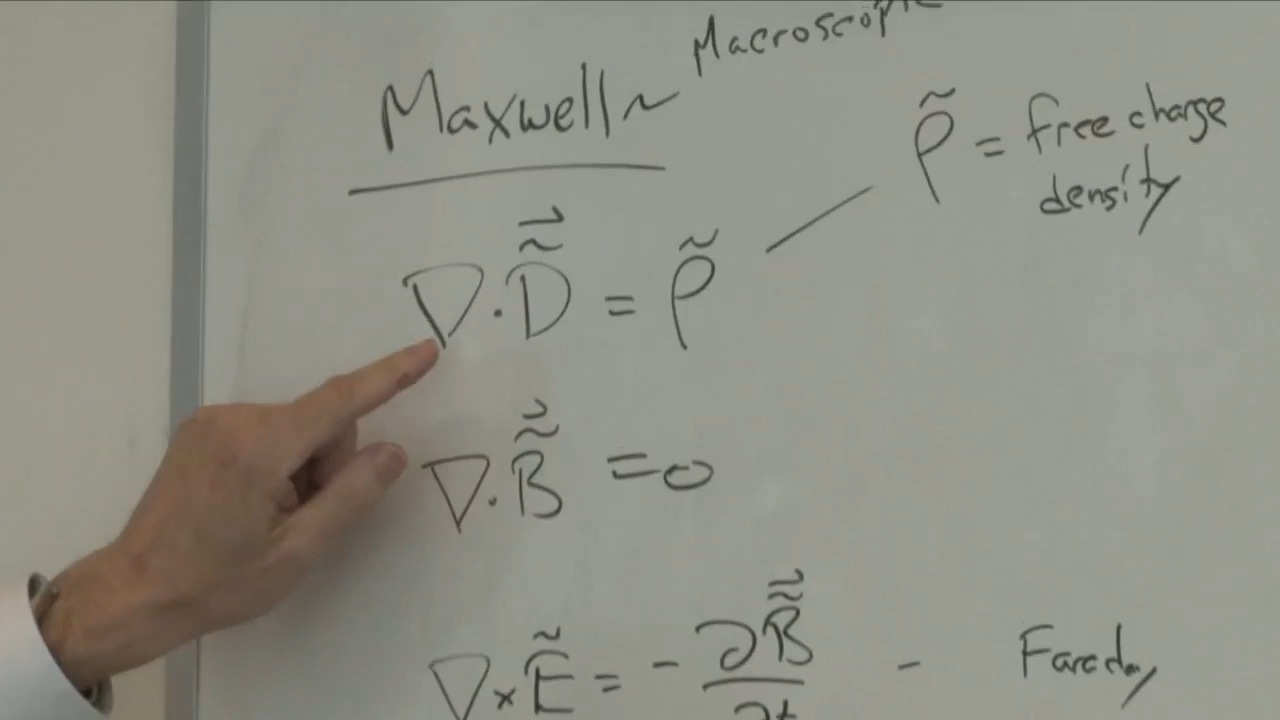 Maxwell ~ Macroscopic
∇·D̃⃗ = ρ̃
ρ̃ = free charge
density
∇·B̃⃗ = 0
∇×Ẽ = - ∂B̃⃗/∂t - Faraday